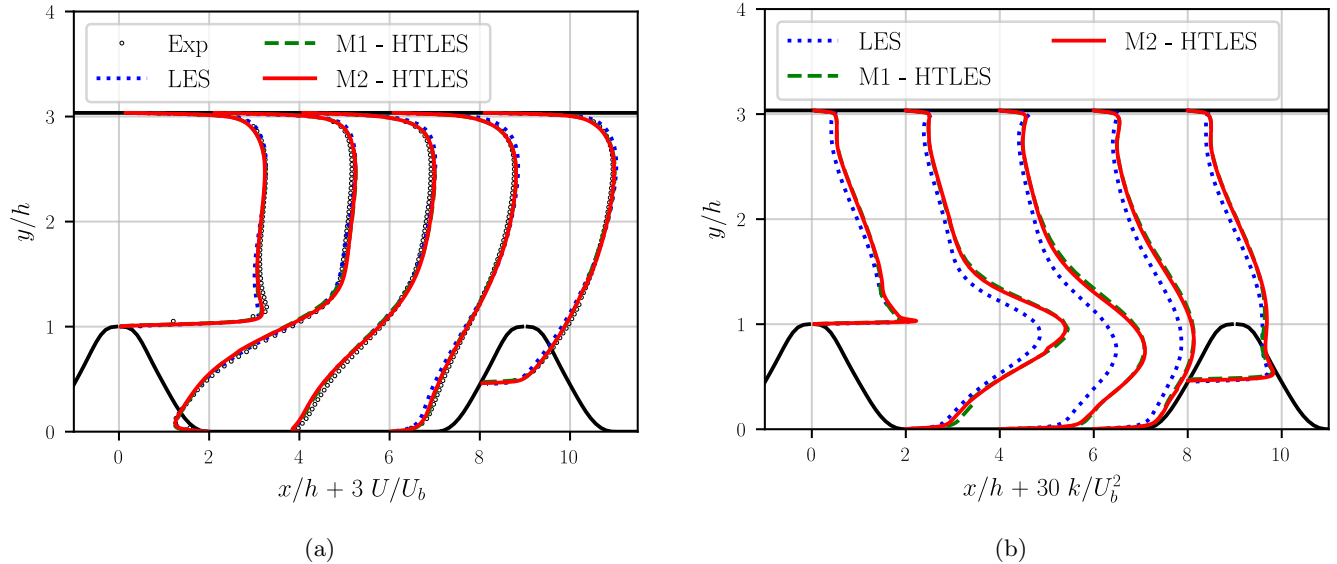 4
3
2
1
0
y/h
Exp
LES
M1 - HTLES
M2 - HTLES
0 2 4 6 8 10
x/h + 3 U/U_b
(a)
4
3
2
1
0
y/h
LES
M1 - HTLES
M2 - HTLES
0 2 4 6 8 10
x/h + 30 k/U_b^2
(b)